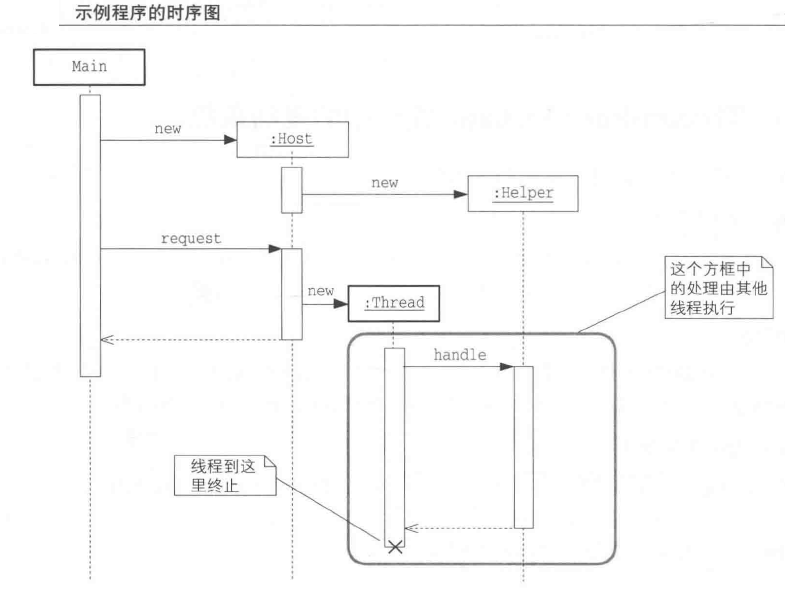 示例程序的时序图
Main
new
:Host
new
:Helper
request
new
:Thread
这个方框中
的处理由其他
线程执行
handle
线程到这
里终止